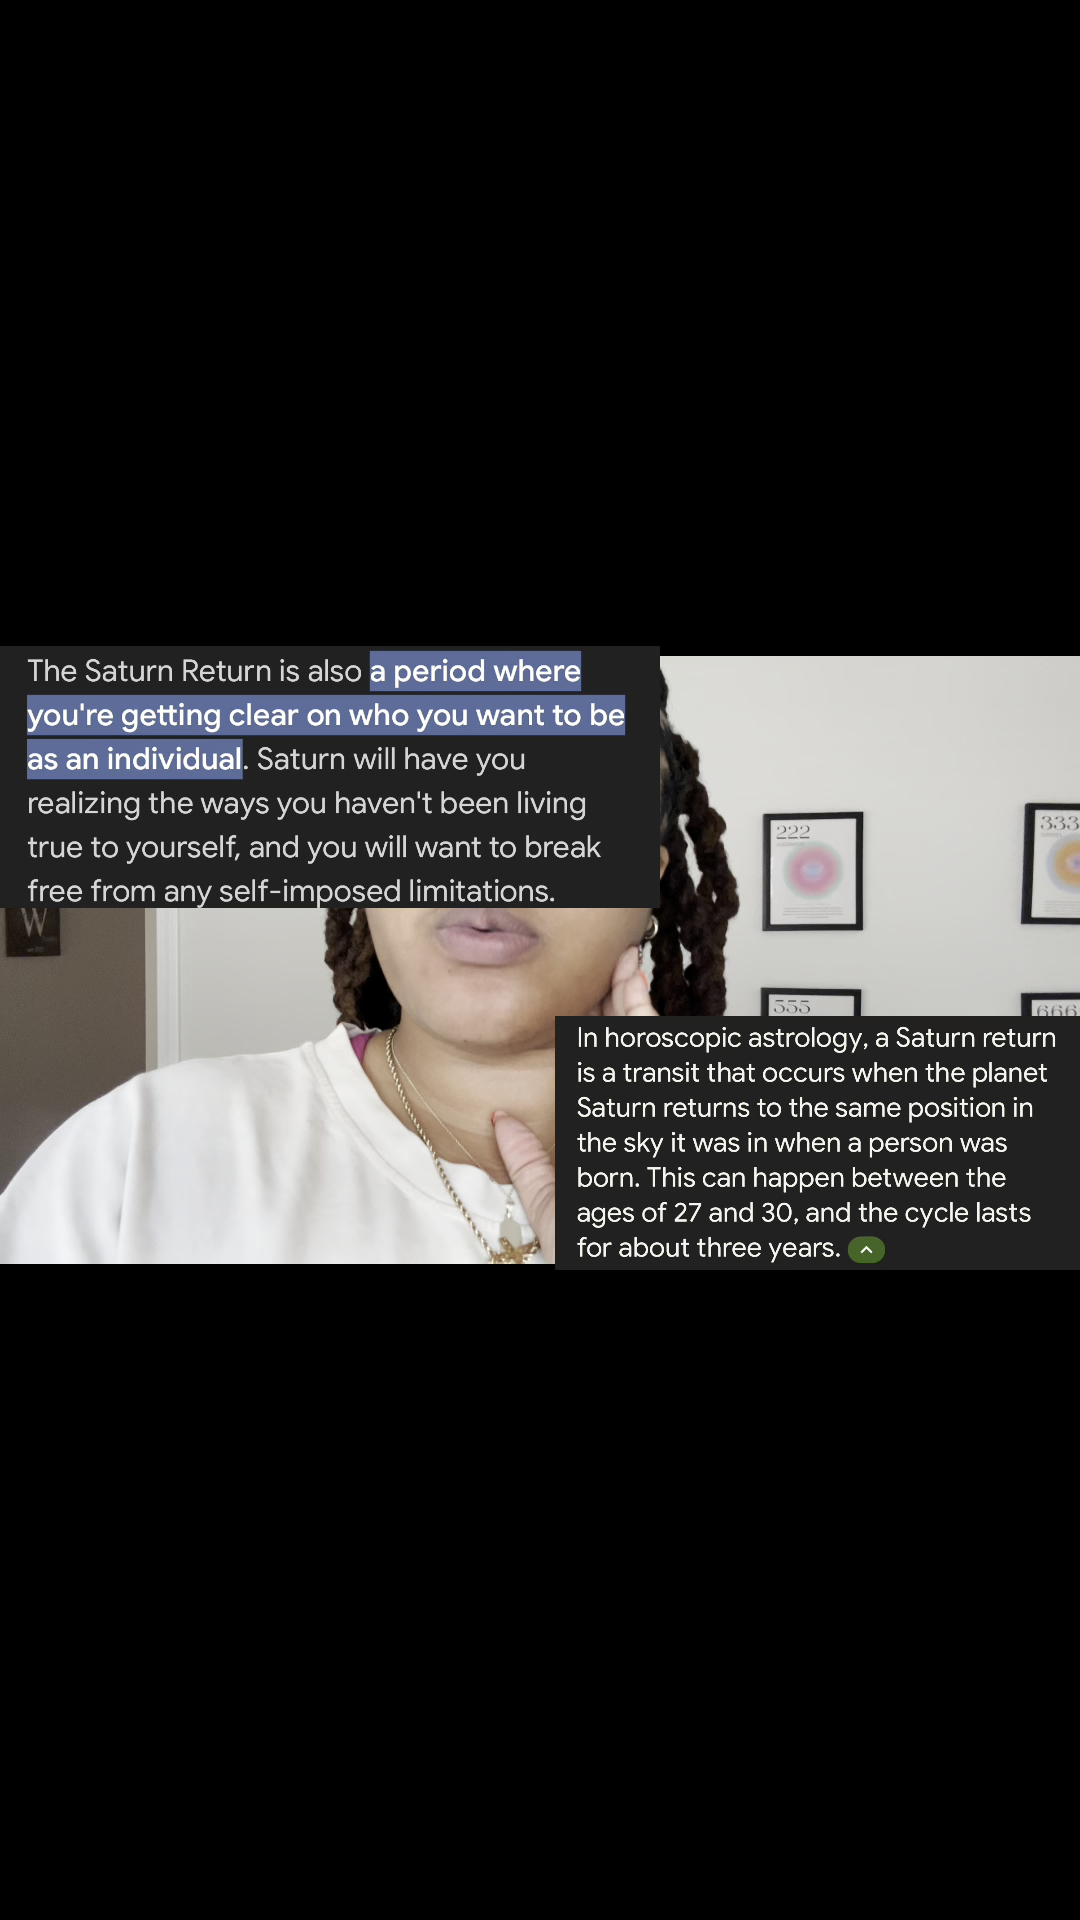 The Saturn Return is also a period where
you're getting clear on who you want to be
as an individual. Saturn will have you
realizing the ways you haven't been living
true to yourself, and you will want to break
free from any self-imposed limitations.
W
222
333
555
666
In horoscopic astrology, a Saturn return
is a transit that occurs when the planet
Saturn returns to the same position in
the sky it was in when a person was
born. This can happen between the
ages of 27 and 30, and the cycle lasts
for about three years.